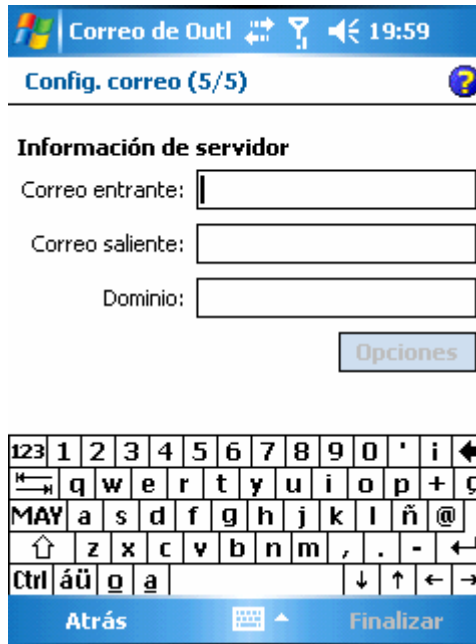 Correo de Outl 19:59
Config. correo (5/5) ?
Información de servidor
Correo entrante:
Correo saliente:
Dominio:
Opciones
123 1 2 3 4 5 6 7 8 9 0 ' ¡
q w e r t y u i o p + ç
MAY a s d f g h j k l ñ @
z x c v b n m , . -
Ctrl áü º ª ↓ ↑ ← →
Atrás Finalizar